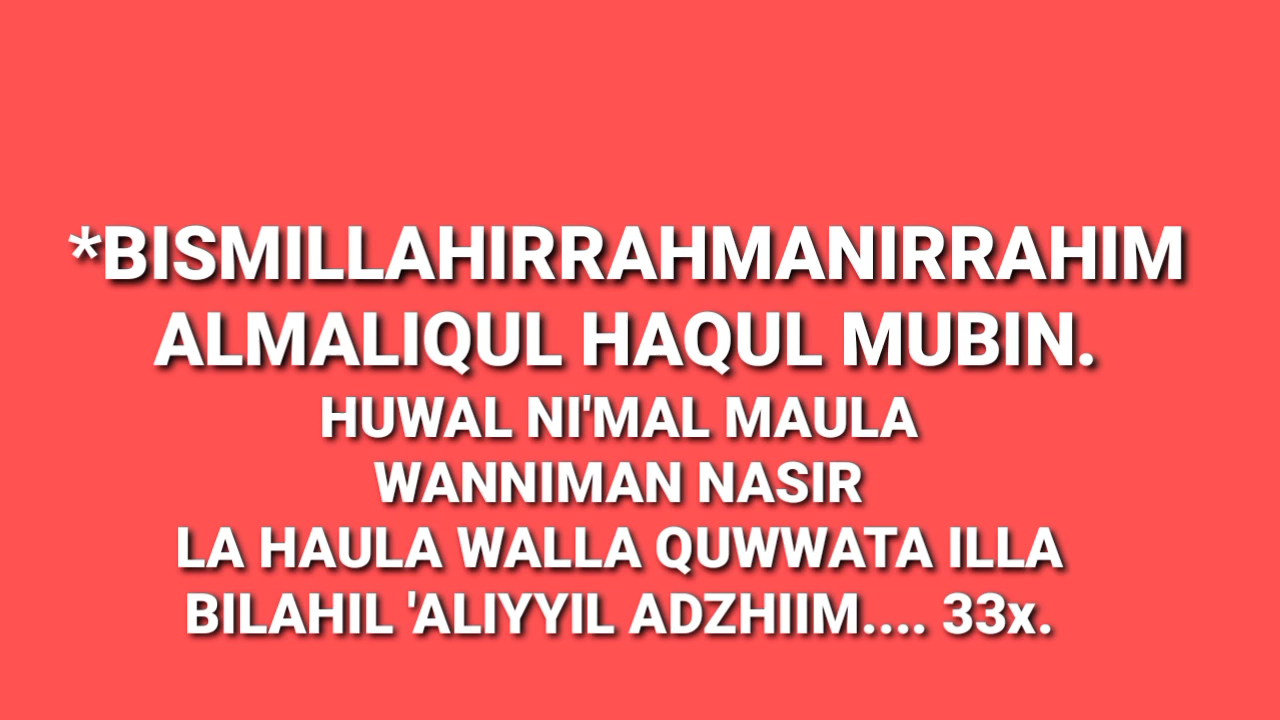 *BISMILLAHIRRAHMANIRRAHIM
ALMALIQUL HAQUL MUBIN.
HUWAL NI'MAL MAULA
WANNIMAN NASIR
LA HAULA WALLA QUWWATA ILLA
BILAHIL 'ALIYYIL ADZHIIM.... 33x.